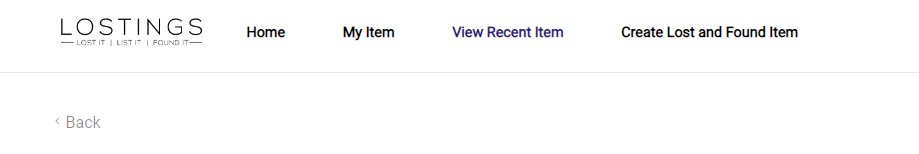 LOSTINGS
LOST IT | LIST IT | FOUND IT
Home My Item View Recent Item Create Lost and Found Item
Back